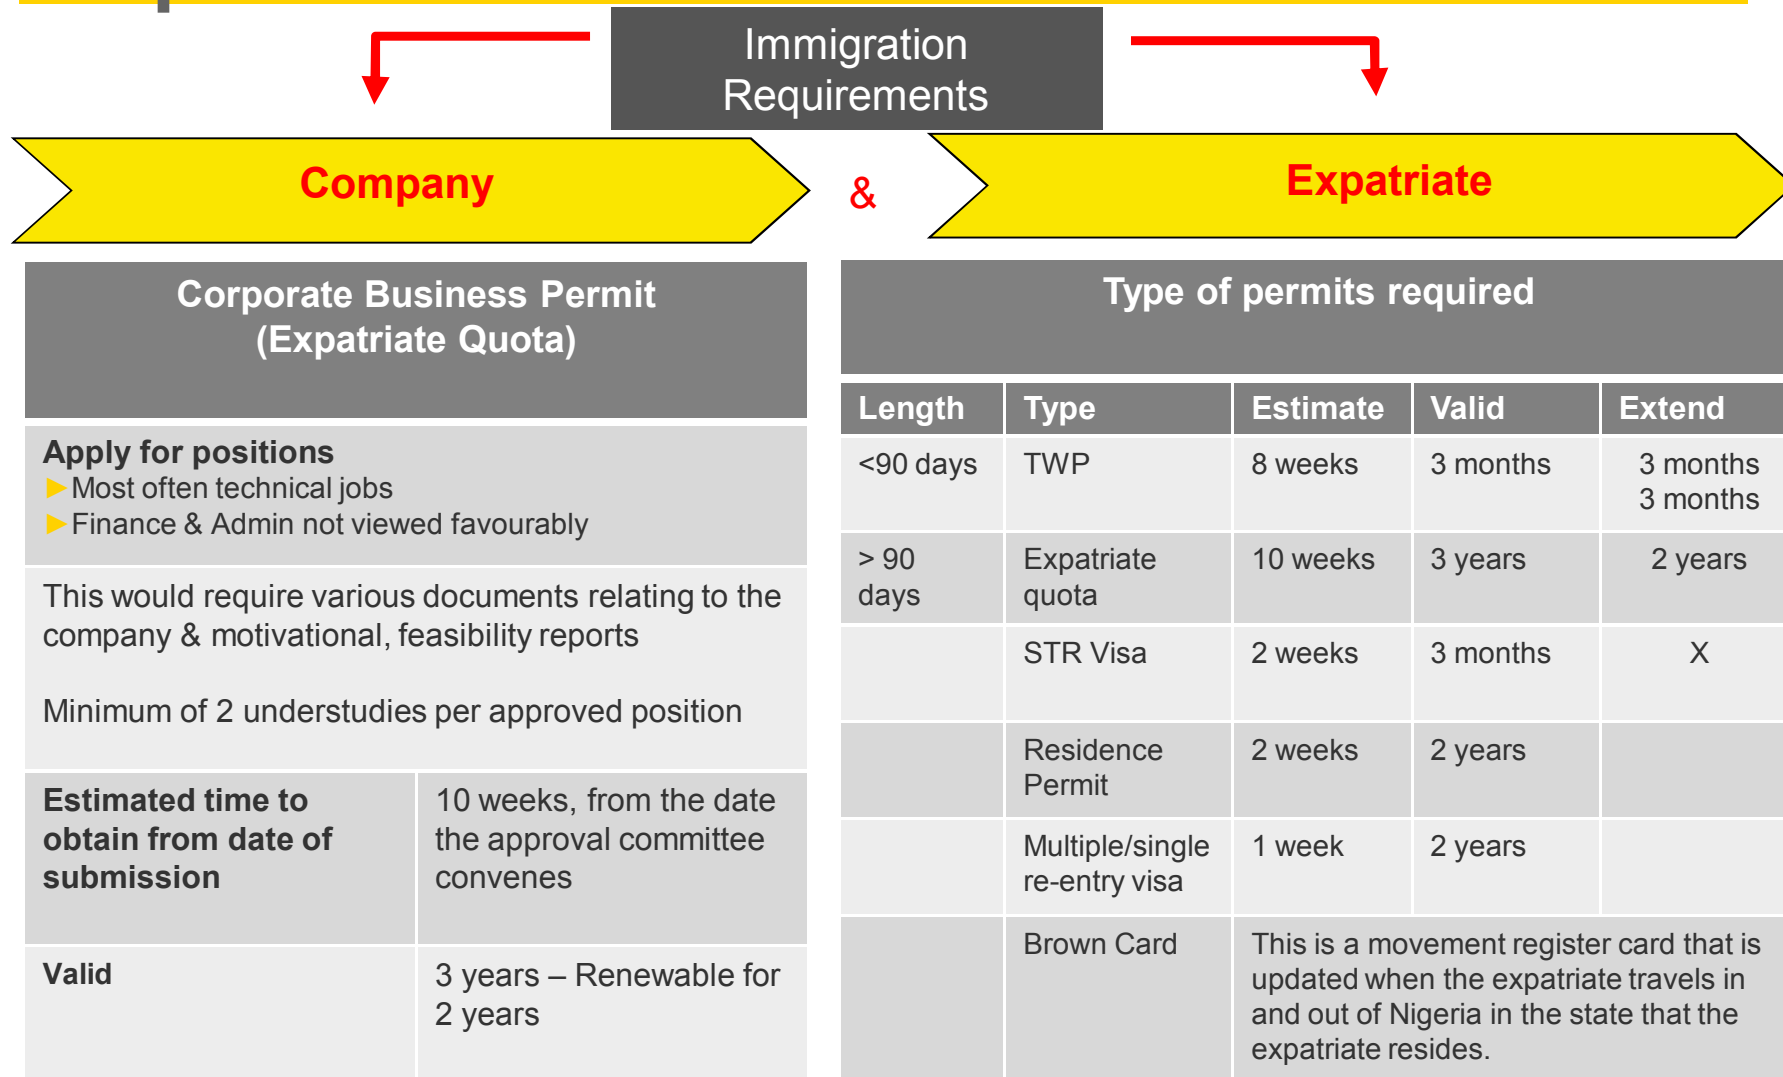 Immigration
Requirements
Company
&
Expatriate
Corporate Business Permit
(Expatriate Quota)
Apply for positions
►Most often technical jobs
►Finance & Admin not viewed favourably
This would require various documents relating to the
company & motivational, feasibility reports
Minimum of 2 understudies per approved position
Estimated time to
obtain from date of
submission
10 weeks, from the date
the approval committee
convenes
Valid
3 years – Renewable for
2 years
Type of permits required
Length Type Estimate Valid Extend
<90 days TWP 8 weeks 3 months 3 months
3 months
> 90 Expatriate 10 weeks 3 years 2 years
days quota
STR Visa 2 weeks 3 months X
Residence 2 weeks 2 years
Permit
Multiple/single 1 week 2 years
re-entry visa
Brown Card This is a movement register card that is
updated when the expatriate travels in
and out of Nigeria in the state that the
expatriate resides.